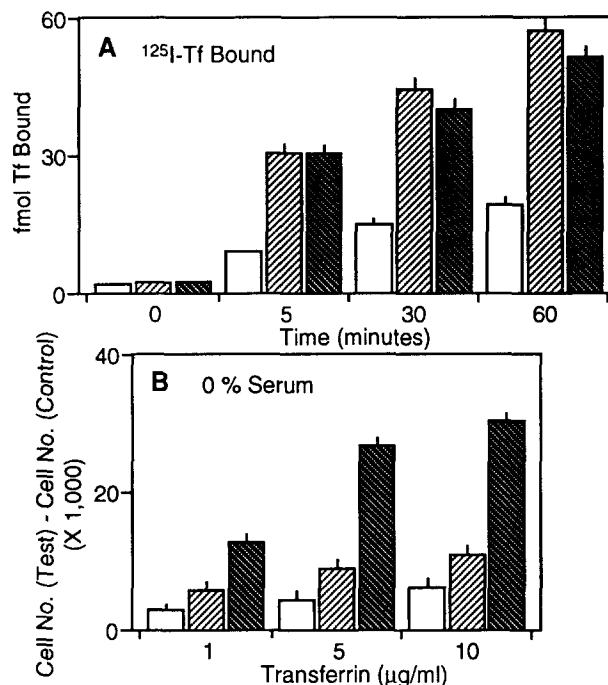 60
A ¹²⁵I-Tf Bound
fmol Tf Bound
30
0
0 5 30 60
Time (minutes)
40
B 0 % Serum
Cell No. (Test) - Cell No. (Control)
(X 1,000)
20
0
1 5 10
Transferrin (μg/ml)